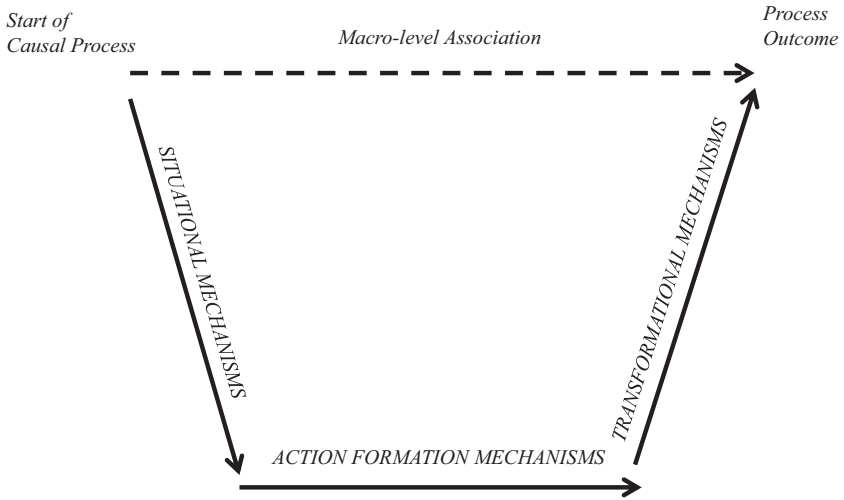 Start of
Causal Process
Macro-level Association
Process
Outcome
SITUATIONAL MECHANISMS
ACTION FORMATION MECHANISMS
TRANSFORMATIONAL MECHANISMS